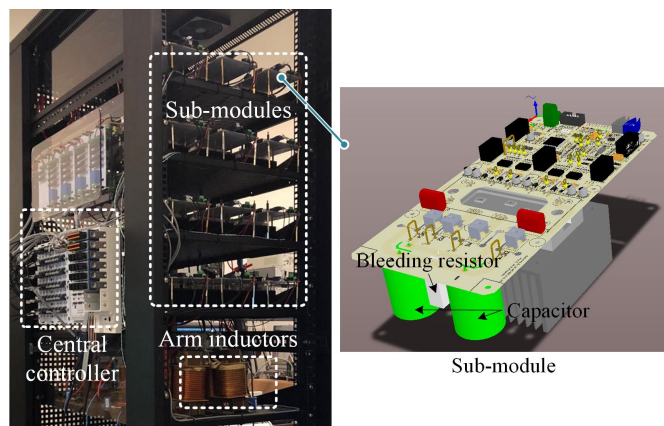 Sub-modules
Central
controller
Arm inductors
Bleeding resistor
Capacitor
Sub-module